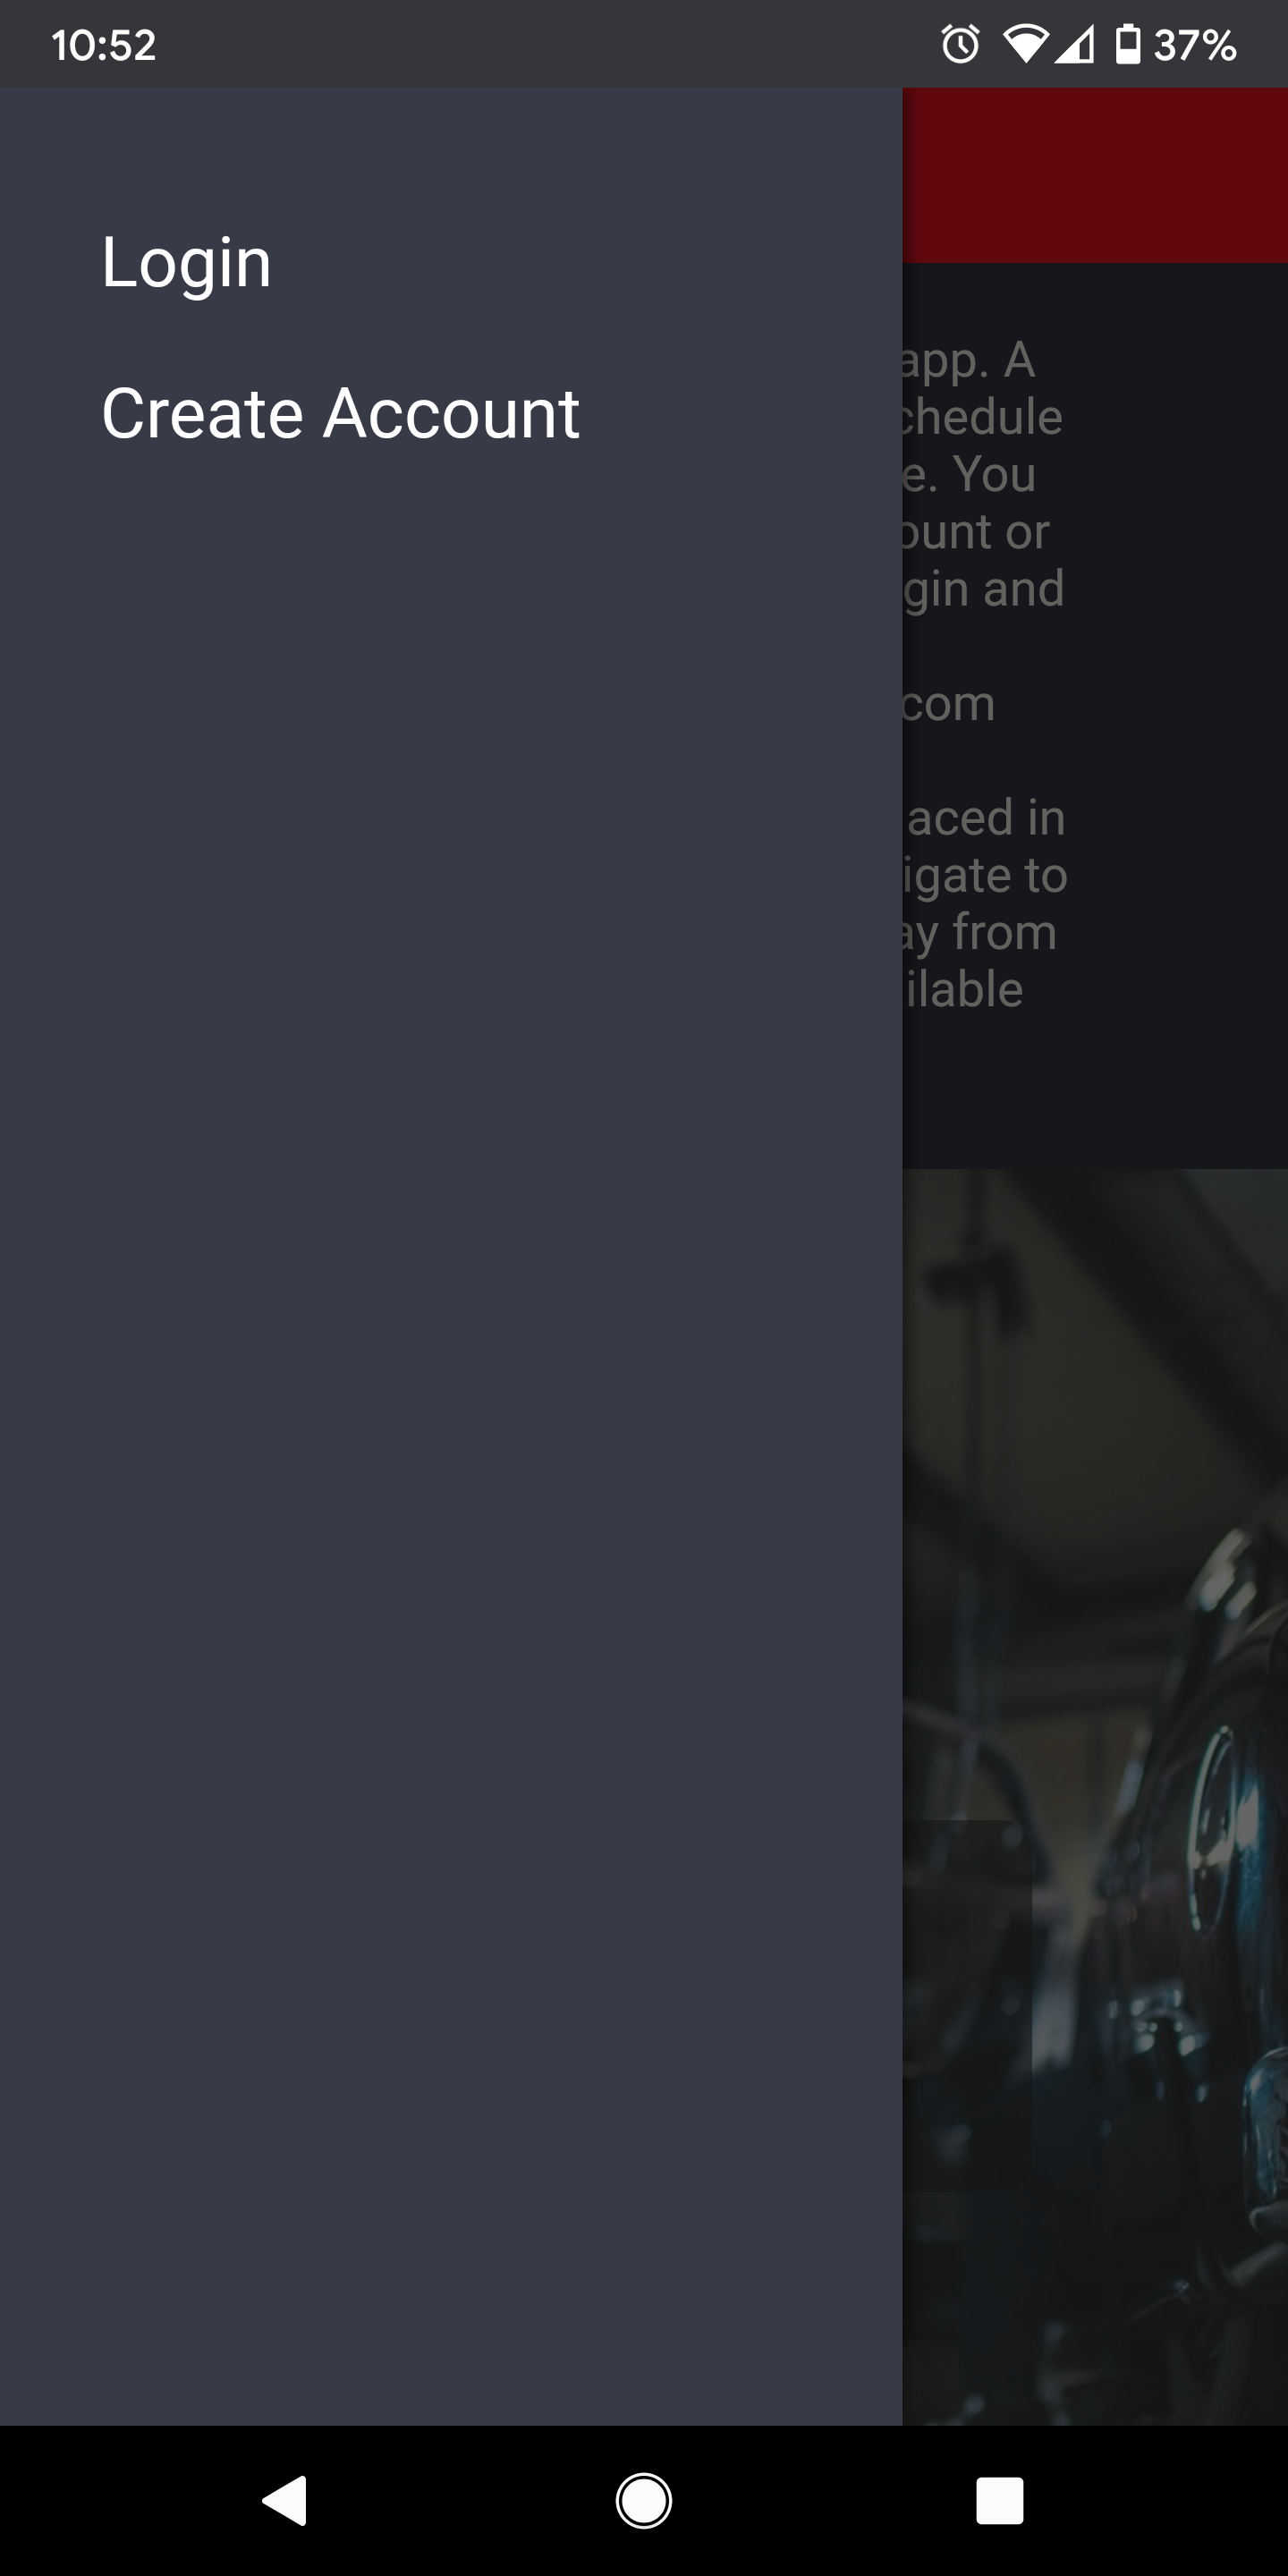 10:52
37%
Login
Create Account
app. A
chedule
e. You
ount or
gin and
com
aced in
igate to
ay from
ilable